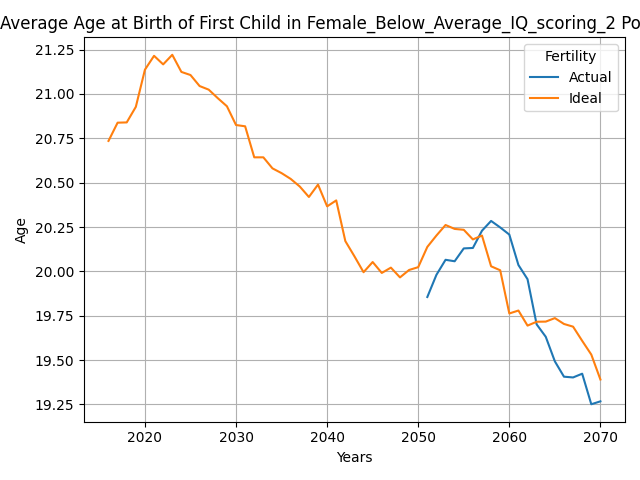 Average Age at Birth of First Child in Female_Below_Average_IQ_scoring_2 Po
Fertility
Actual
Ideal
Age
21.25
21.00
20.75
20.50
20.25
20.00
19.75
19.50
19.25
2020 2030 2040 2050 2060 2070
Years